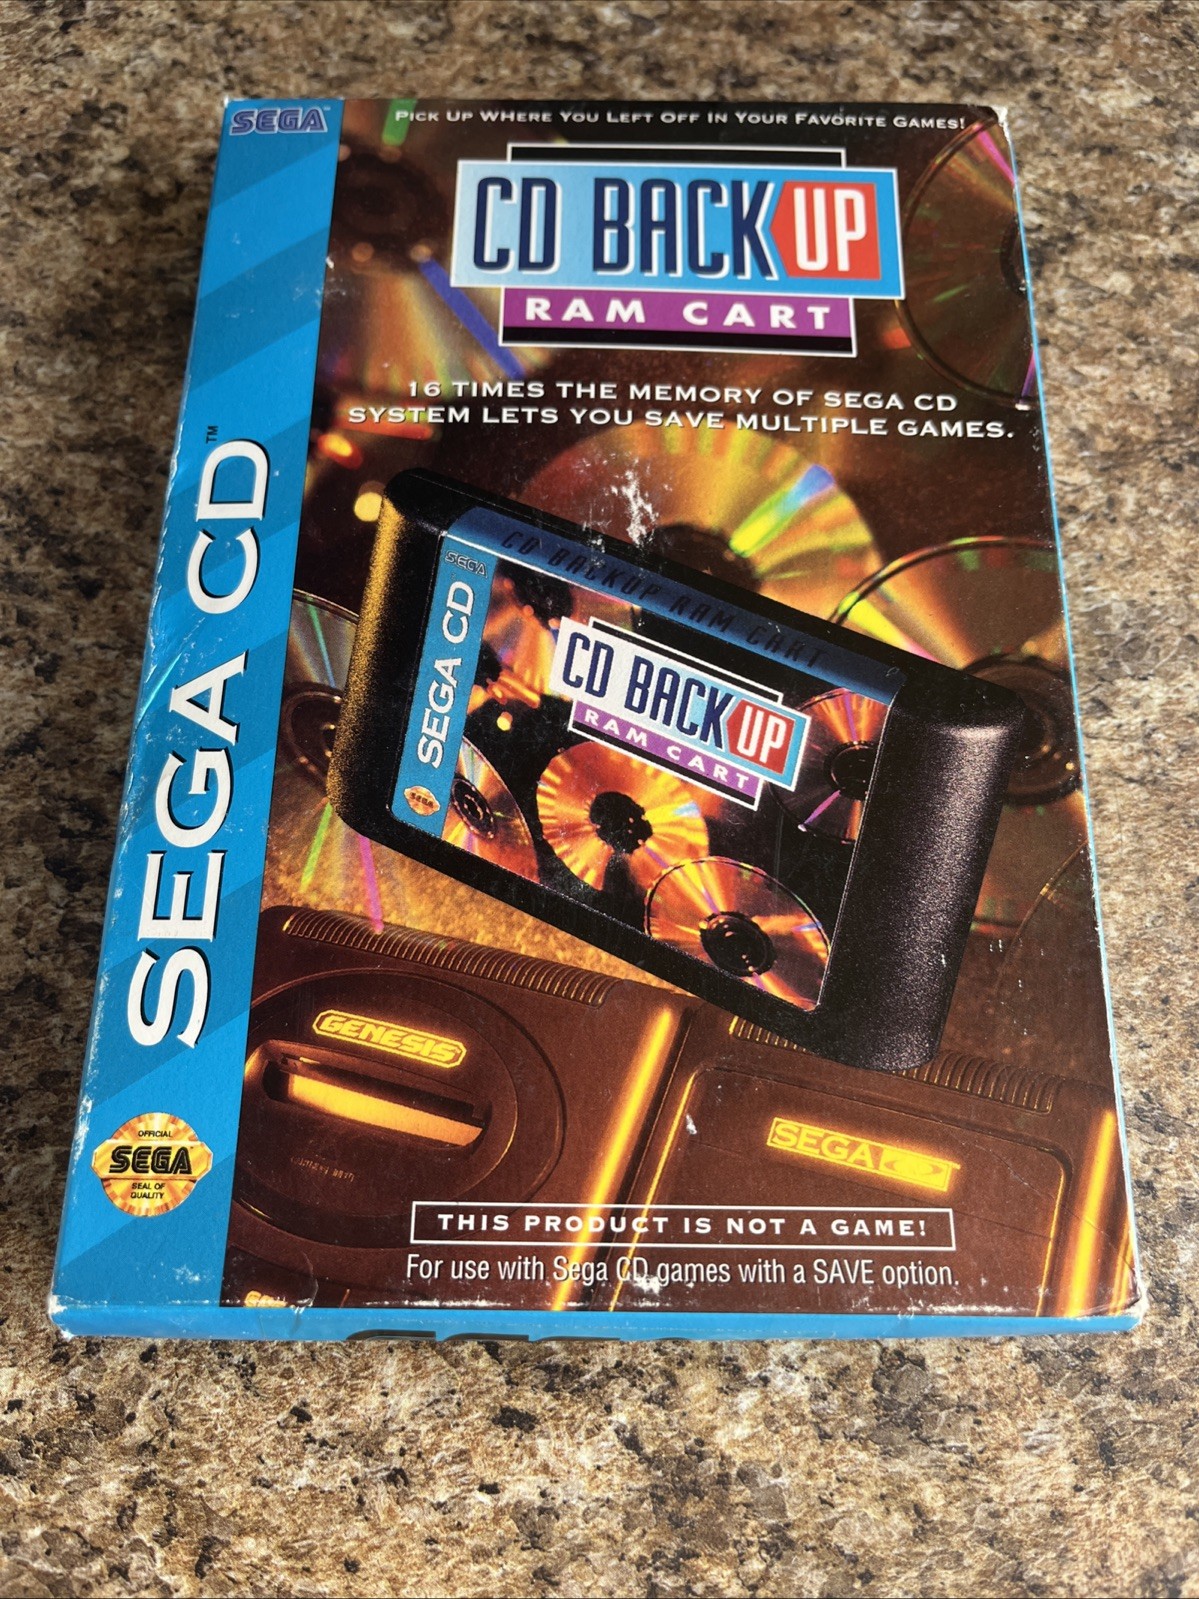 SEGA™
PICK UP WHERE YOU LEFT OFF IN YOUR FAVORITE GAMES!
CD BACK UP
RAM CART
16 TIMES THE MEMORY OF SEGA CD
SYSTEM LETS YOU SAVE MULTIPLE GAMES.
SEGA CD™
CD BACKUP RAM CART
SEGA
SEGA CD
CD BACK UP
RAM CART
SEGA
GENESIS
SEGA CD
OFFICIAL
SEGA
SEAL OF
QUALITY
THIS PRODUCT IS NOT A GAME!
For use with Sega CD games with a SAVE option.